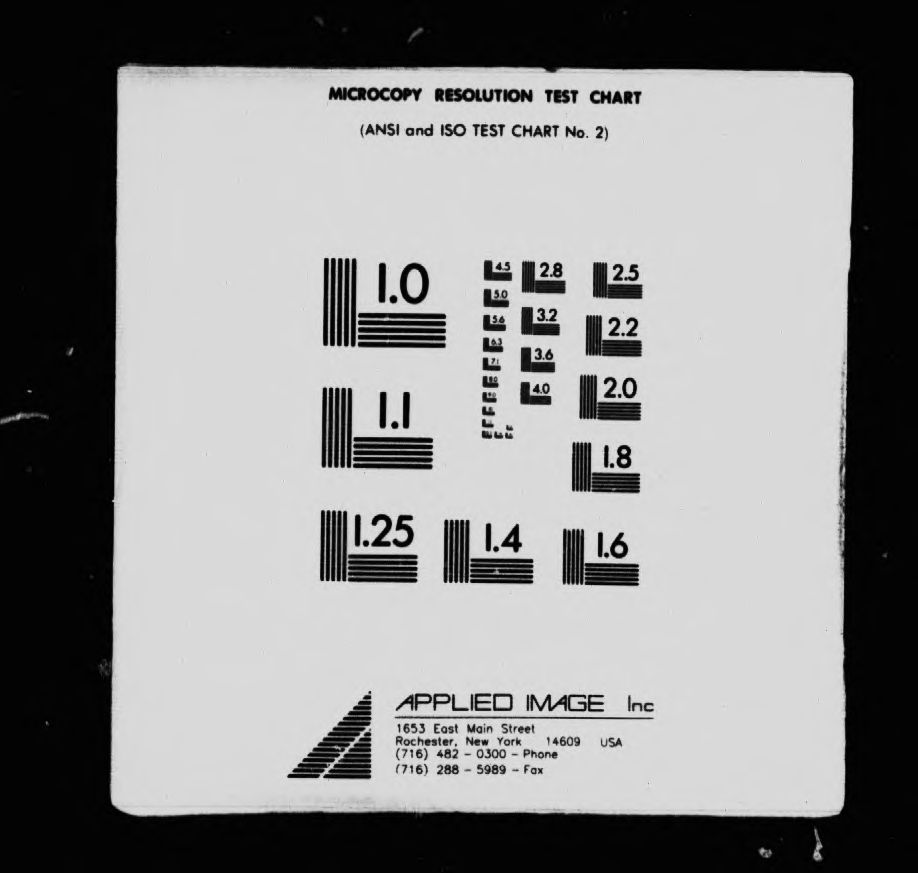 MICROCOPY RESOLUTION TEST CHART
(ANSI and ISO TEST CHART No. 2)
1.0
4.5
2.8
2.5
5.0
5.6
3.2
2.2
6.3
7.1
3.6
8.0
4.0
2.0
1.1
1.8
1.25
1.4
1.6
APPLIED IMAGE Inc
1653 East Main Street
Rochester, New York 14609 USA
(716) 482 - 0300 - Phone
(716) 288 - 5989 - Fax